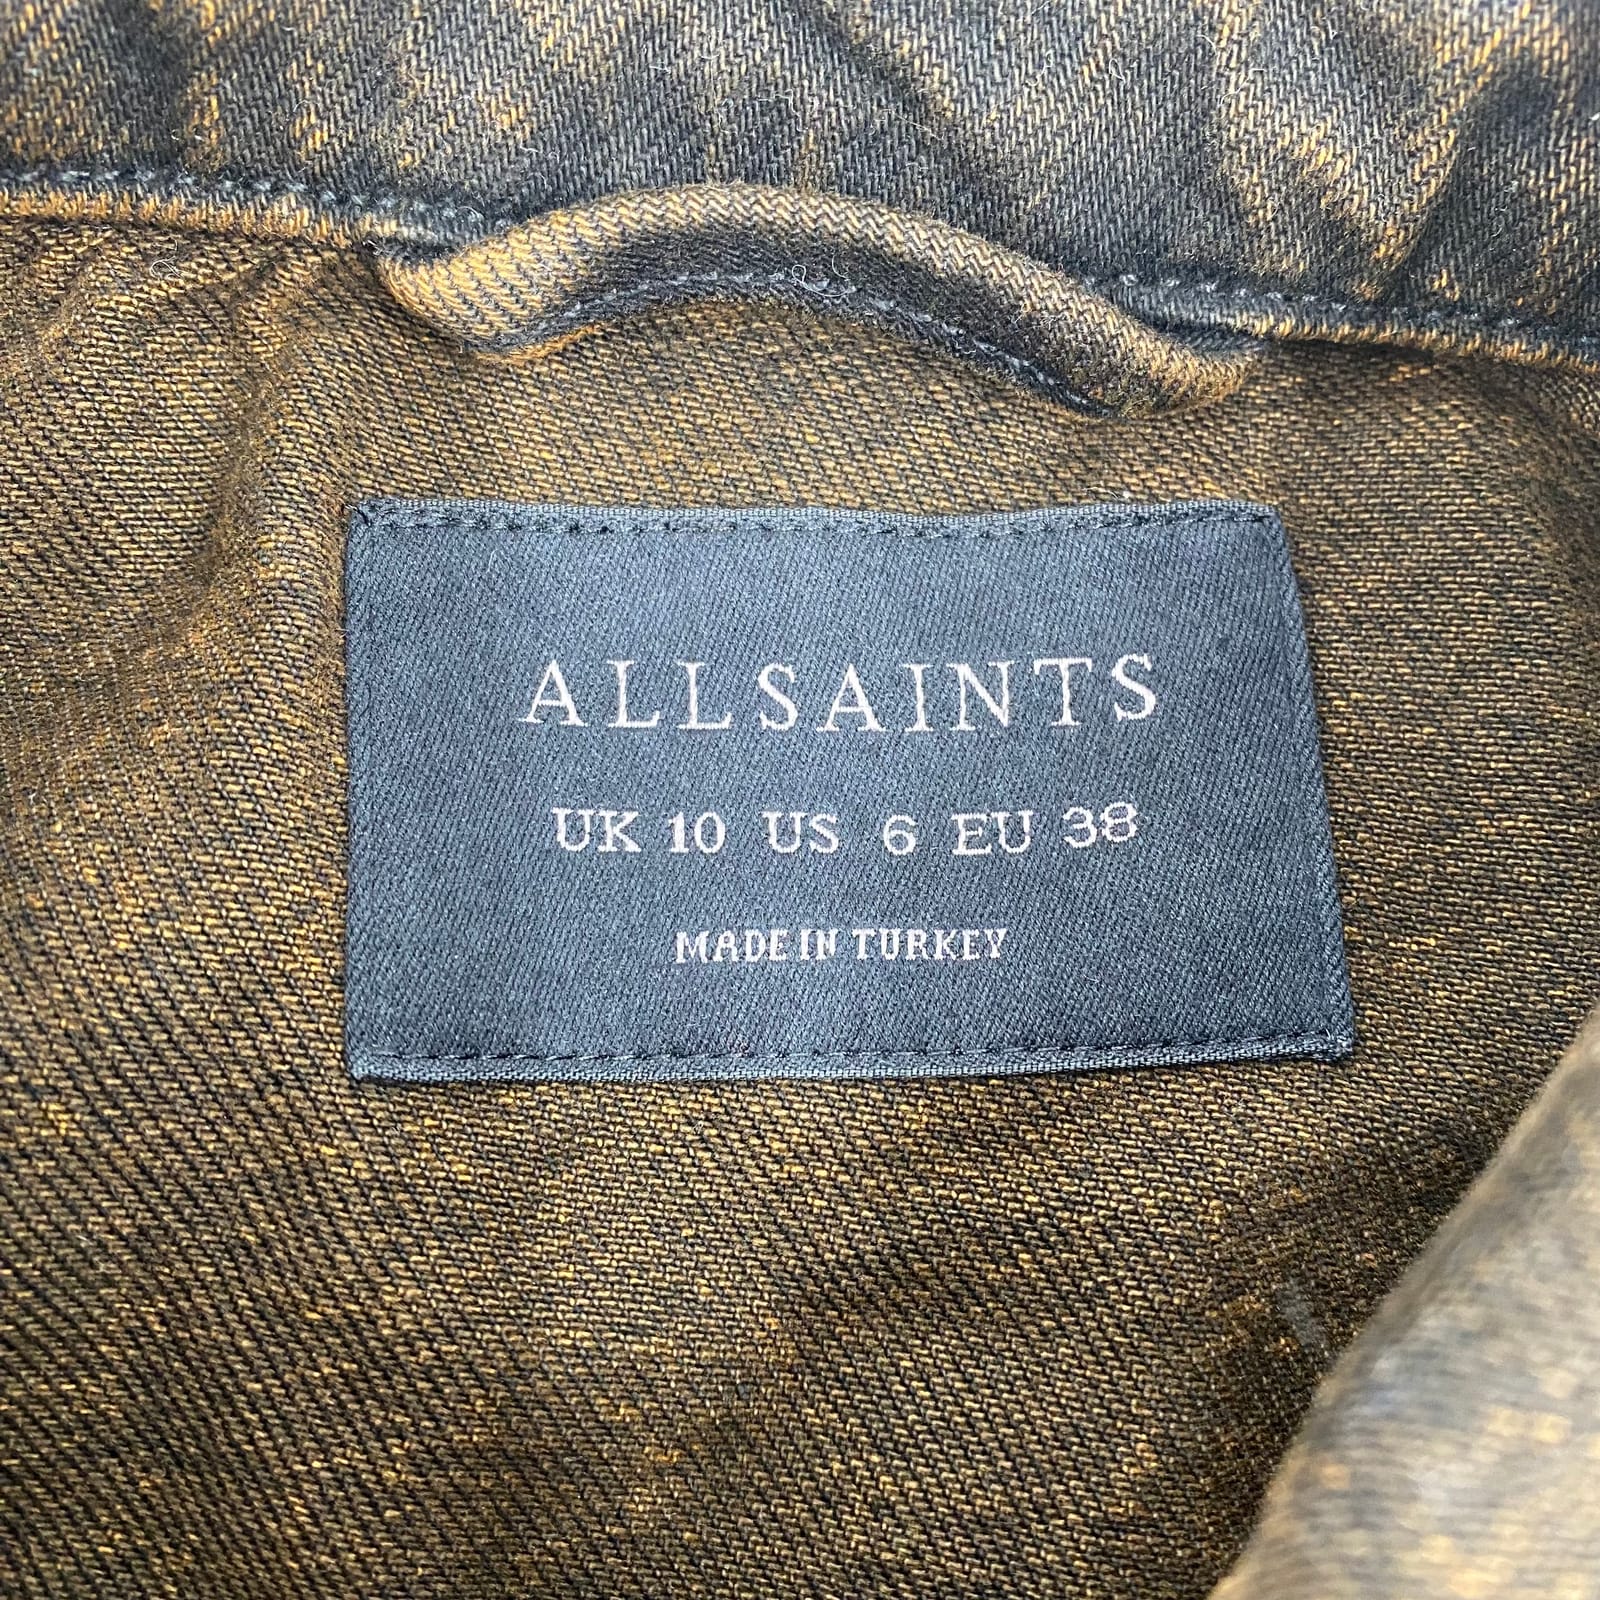 ALLSAINTS
UK 10 US 6 EU 38
MADE IN TURKEY